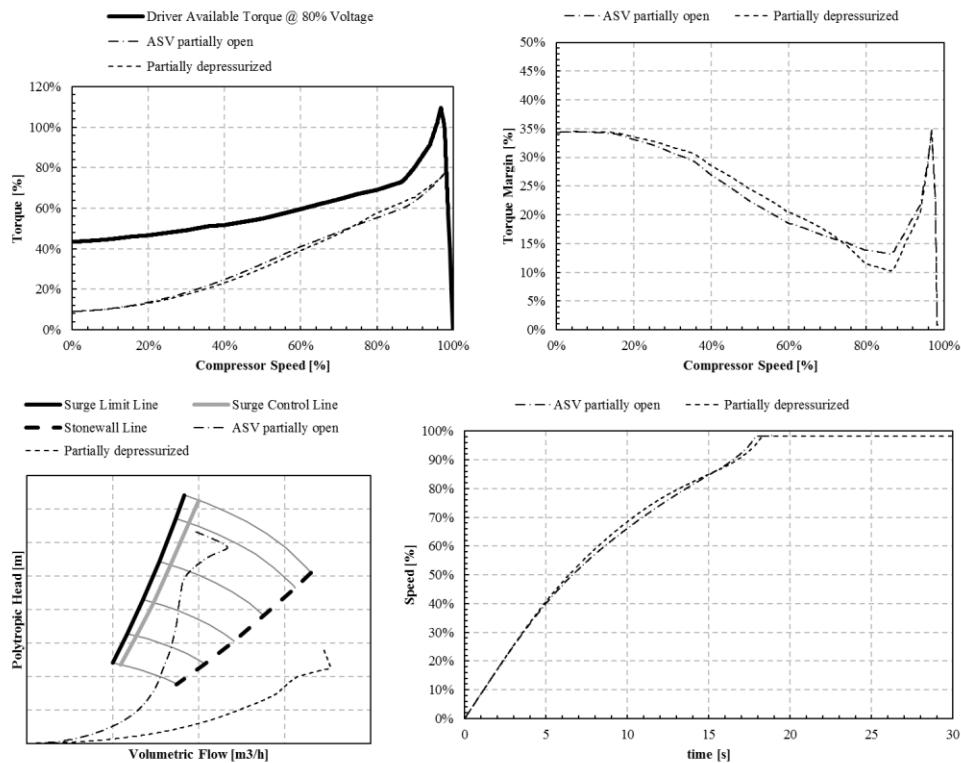 Driver Available Torque @ 80% Voltage
ASV partially open
Partially depressurized
120%
100%
80%
60%
40%
20%
0%
Torque [%]
0% 20% 40% 60% 80% 100%
Compressor Speed [%]
ASV partially open Partially depressurized
50%
45%
40%
35%
30%
25%
20%
15%
10%
5%
0%
Torque Margin [%]
0% 20% 40% 60% 80% 100%
Compressor Speed [%]
Surge Limit Line Surge Control Line
Stonewall Line ASV partially open
Partially depressurized
Polytropic Head [m]
Volumetric Flow [m3/h]
ASV partially open Partially depressurized
100%
90%
80%
70%
60%
50%
40%
30%
20%
10%
0%
Speed [%]
0 5 10 15 20 25 30
time [s]